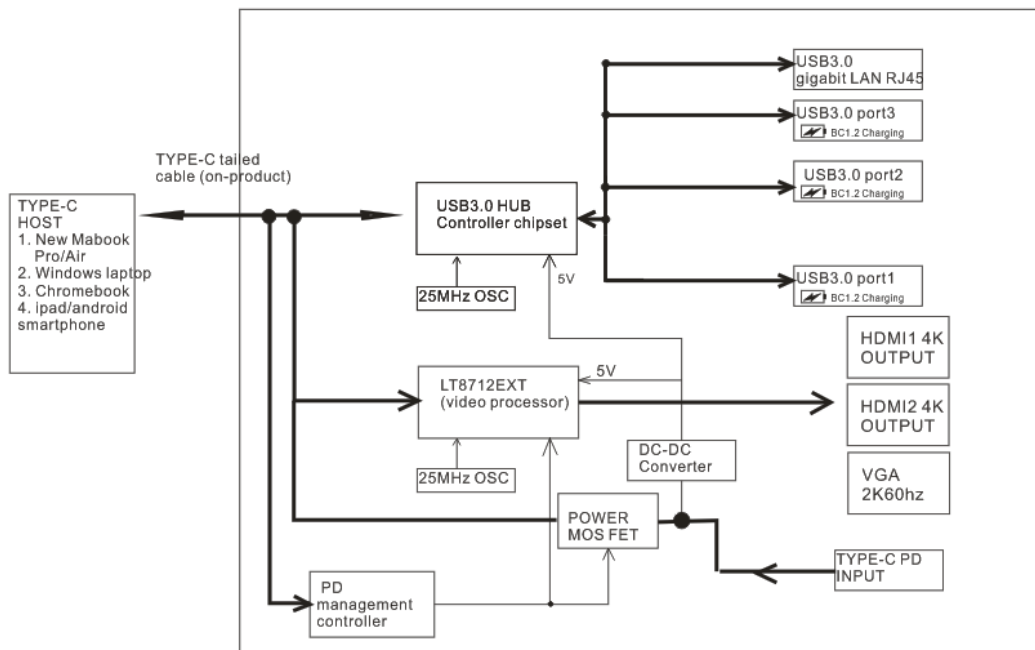 USB3.0
gigabit LAN RJ45
USB3.0 port3
BC1.2 Charging
TYPE-C tailed
cable (on-product)
USB3.0 port2
BC1.2 Charging
TYPE-C
HOST
1. New Mabook
Pro/Air
2. Windows laptop
3. Chromebook
4. ipad/android
smartphone
USB3.0 HUB
Controller chipset
5V
25MHz OSC
USB3.0 port1
BC1.2 Charging
HDMI1 4K
OUTPUT
5V
LT8712EXT
(video processor)
HDMI2 4K
OUTPUT
DC-DC
Converter
25MHz OSC
VGA
2K60hz
POWER
MOS FET
TYPE-C PD
INPUT
PD
management
controller